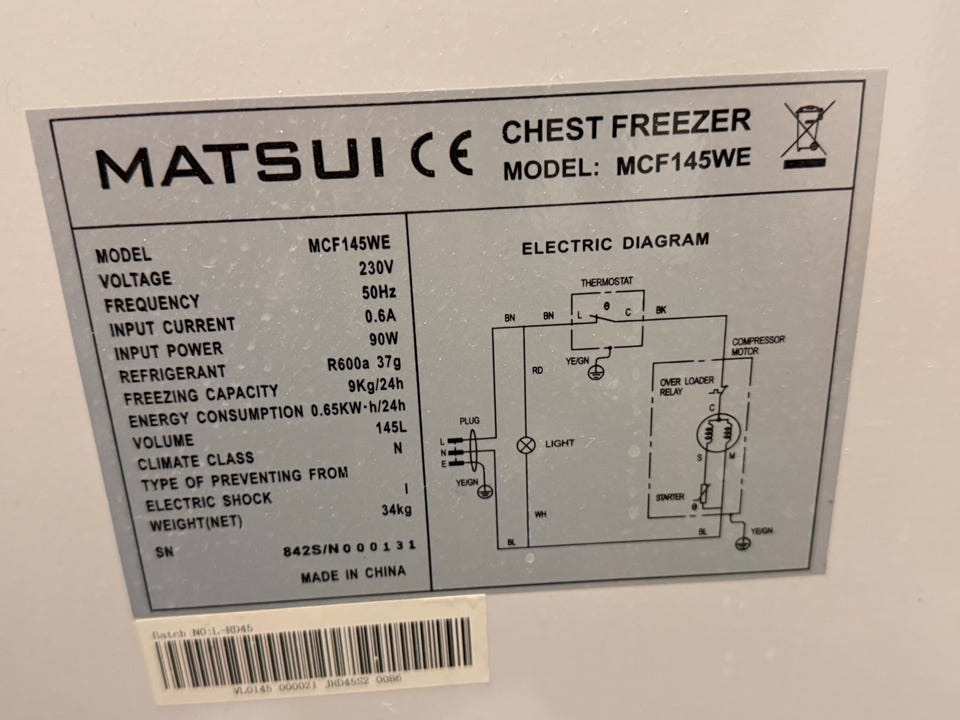 MATSUI CE
CHEST FREEZER
MODEL: MCF145WE
MODEL MCF145WE
VOLTAGE 230V
FREQUENCY 50Hz
INPUT CURRENT 0.6A
INPUT POWER 90W
REFRIGERANT R600a 37g
FREEZING CAPACITY 9Kg/24h
ENERGY CONSUMPTION 0.65KW·h/24h
VOLUME 145L
CLIMATE CLASS N
TYPE OF PREVENTING FROM
ELECTRIC SHOCK I
WEIGHT(NET) 34kg
SN 842S/N000131
MADE IN CHINA
ELECTRIC DIAGRAM
THERMOSTAT
θ
BN BN L C BK
YE/GN
RD
COMPRESSOR
MOTOR
OVER LOADER
RELAY
C
PLUG
L
N
E
LIGHT
S M
YE/GN
STARTER
θ
WH
BL BL
YE/GN
Batch NO:L-RD45
VL0145 000021 JRD45S2 0086